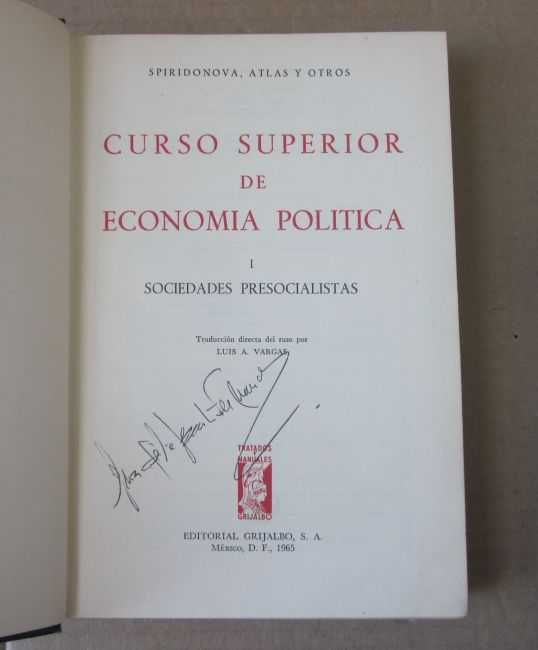 SPIRIDONOVA, ATLAS Y OTROS
CURSO SUPERIOR
DE
ECONOMIA POLITICA
I
SOCIEDADES PRESOCIALISTAS
Traducción directa del ruso por
LUIS A. VARGAS
TRATADOS
Y MANUALES
GRIJALBO
EDITORIAL GRIJALBO, S. A.
MÉXICO, D. F., 1965